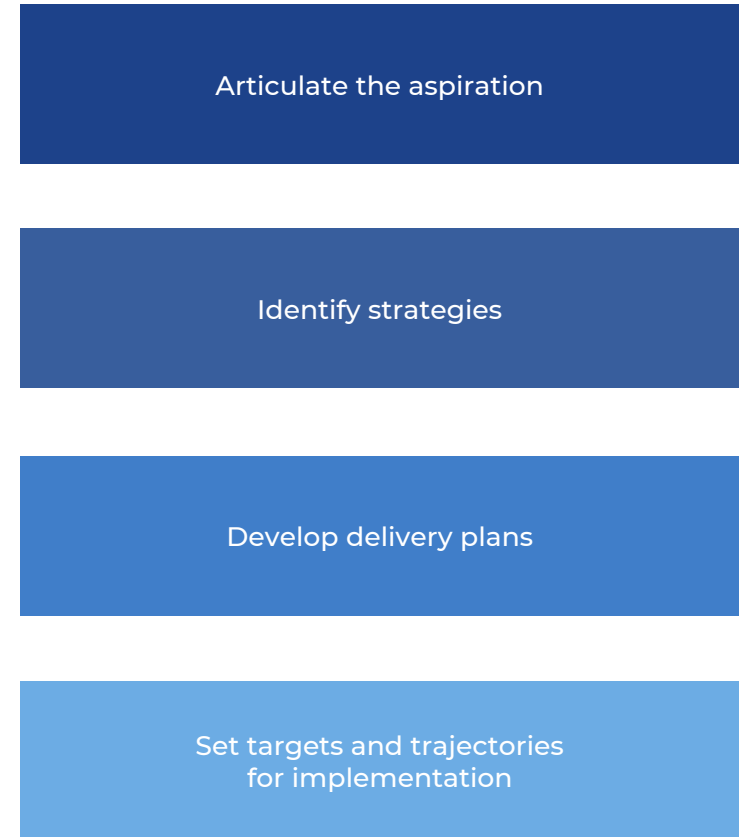 Articulate the aspiration
Identify strategies
Develop delivery plans
Set targets and trajectories
for implementation